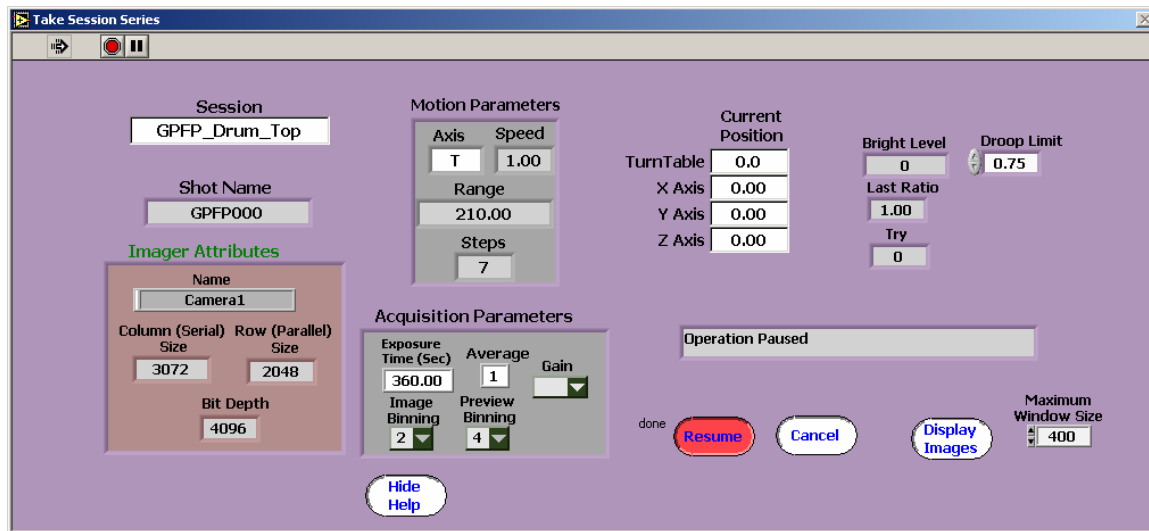 Take Session Series
Session
GPFP_Drum_Top
Shot Name
GPFP000
Imager Attributes
Name
Camera1
Column (Serial) Size
3072
Row (Parallel) Size
2048
Bit Depth
4096
Motion Parameters
Axis
T
Speed
1.00
Range
210.00
Steps
7
Acquisition Parameters
Exposure
Time (Sec)
360.00
Average
1
Gain
Image
Binning
2
Preview
Binning
4
Hide
Help
Current
Position
TurnTable 0.0
X Axis 0.00
Y Axis 0.00
Z Axis 0.00
Bright Level
0
Last Ratio
1.00
Try
0
Droop Limit
0.75
Operation Paused
done
Resume
Cancel
Display
Images
Maximum
Window Size
400